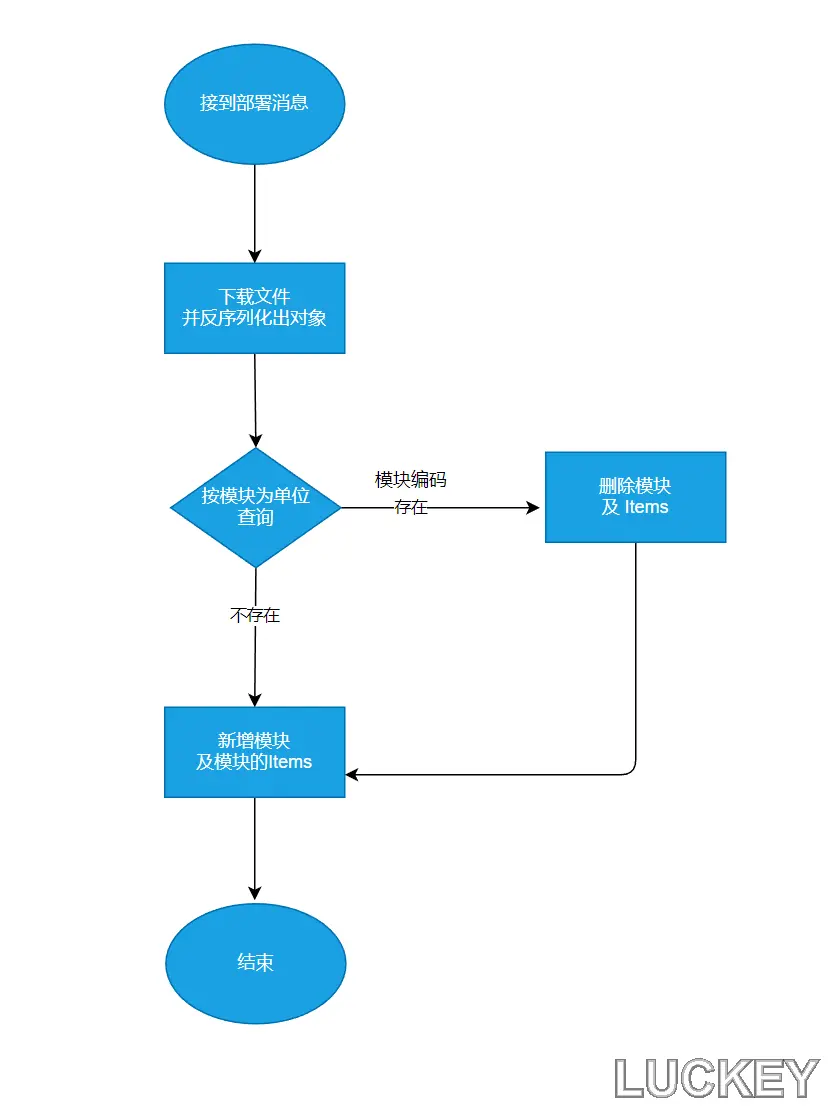 接到部署消息
下载文件
并反序列化出对象
按模块为单位
查询
模块编码
存在
删除模块
及 Items
不存在
新增模块
及模块的Items
结束
LUCKEY